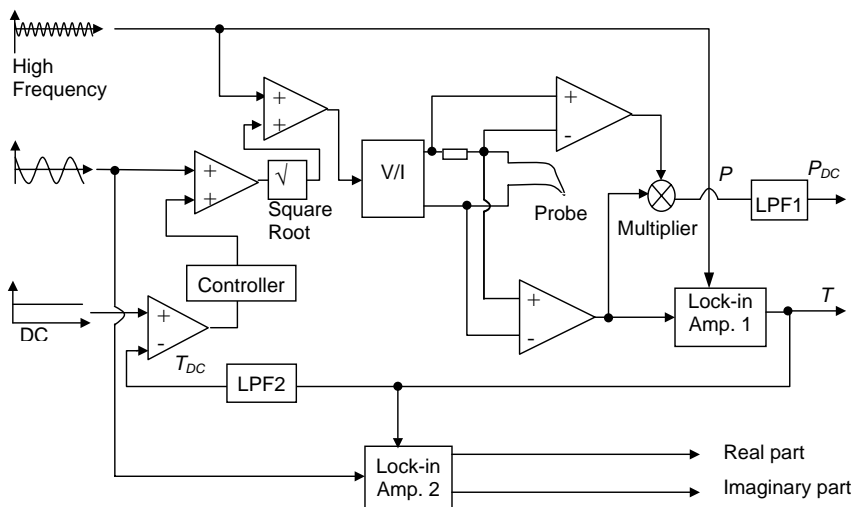 High
Frequency
+
+
+
+
√
Square
Root
V/I
+
-
Probe
Multiplier
P
P_DC
LPF1
Controller
DC
+
-
T_DC
LPF2
+
-
Lock-in
Amp. 1
T
Lock-in
Amp. 2
Real part
Imaginary part